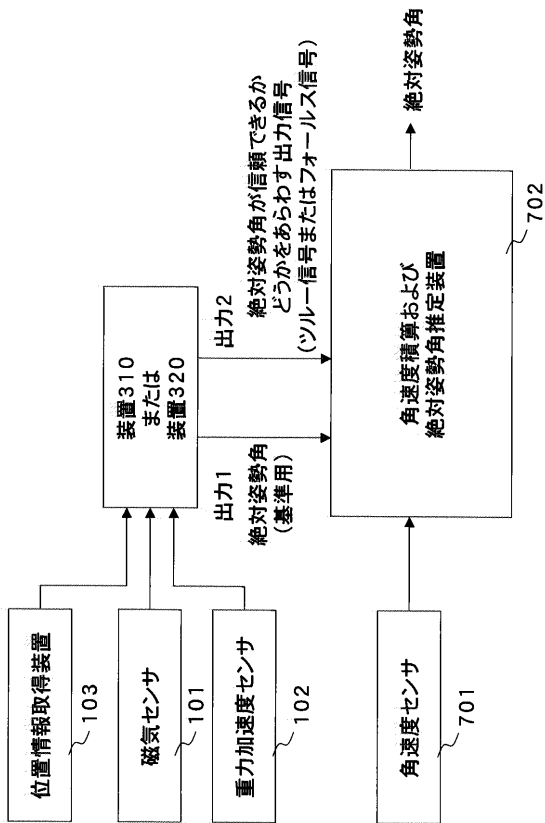 位置情報取得装置
103
磁気センサ
101
重力加速度センサ
102
装置310
または
装置320
出力1
絶対姿勢角
(基準用)
出力2
絶対姿勢角が信頼できるか
どうかをあらわす出力信号
(ツルー信号またはフォールス信号)
角速度センサ
701
角速度積算および
絶対姿勢角推定装置
702
絶対姿勢角